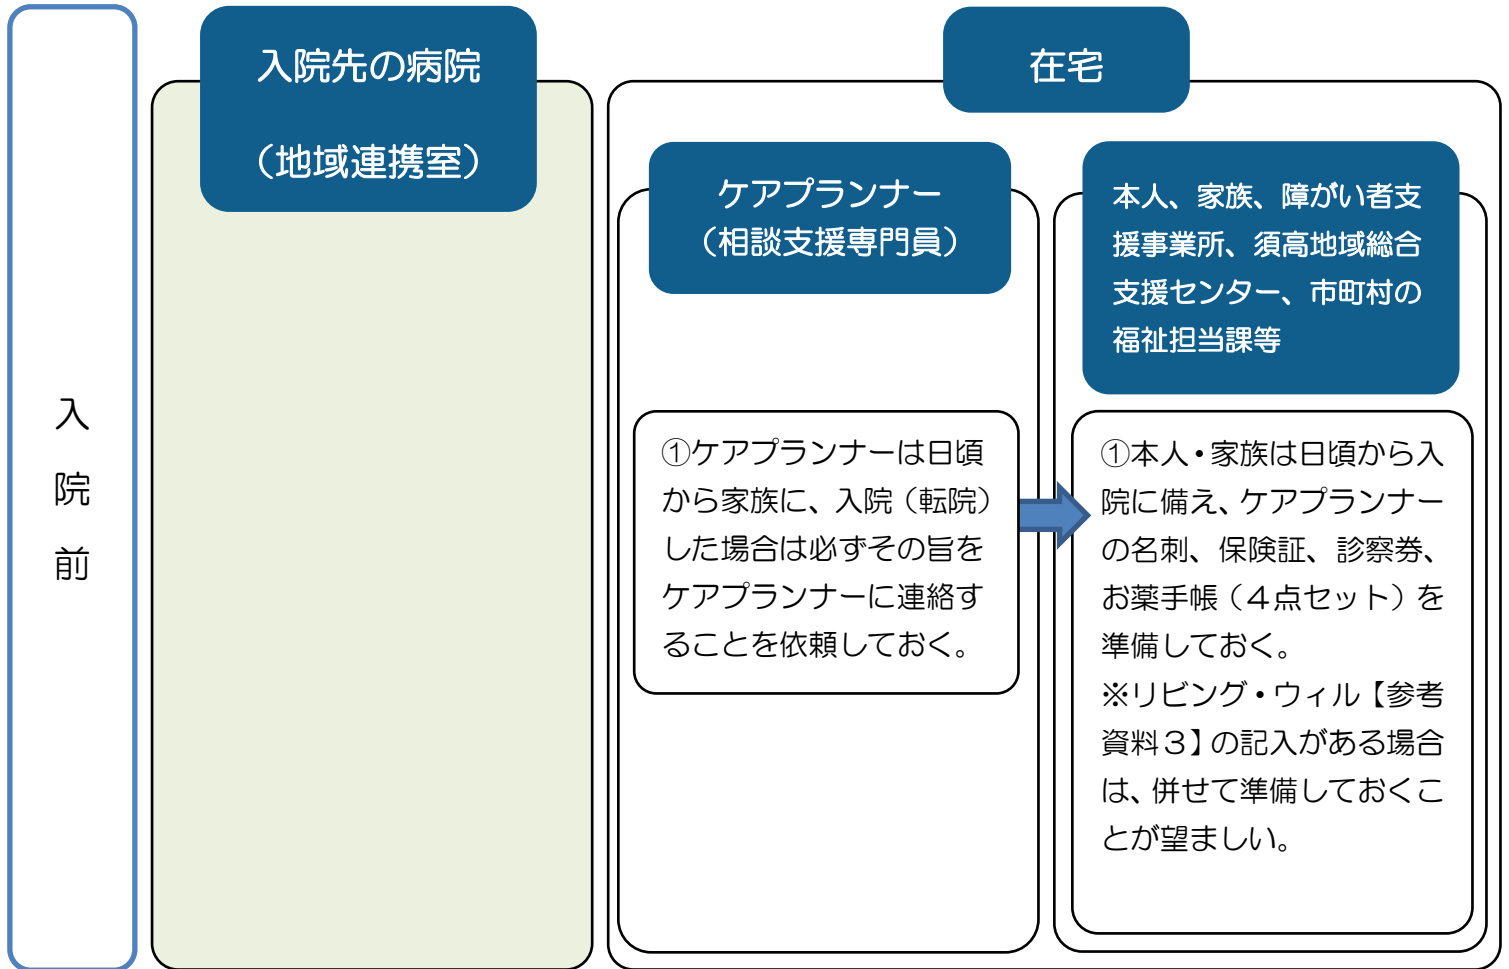 入院前
入院先の病院
（地域連携室）
在宅
ケアプランナー
（相談支援専門員）
本人、家族、障がい者支
援事業所、須高地域総合
支援センター、市町村の
福祉担当課等
①ケアプランナーは日頃
から家族に、入院（転院）
した場合は必ずその旨を
ケアプランナーに連絡す
ることを依頼しておく。
①本人・家族は日頃から入
院に備え、ケアプランナー
の名刺、保険証、診察券、
お薬手帳（４点セット）を
準備しておく。
※リビング・ウィル【参考
資料３】の記入がある場合
は、併せて準備しておくこ
とが望ましい。